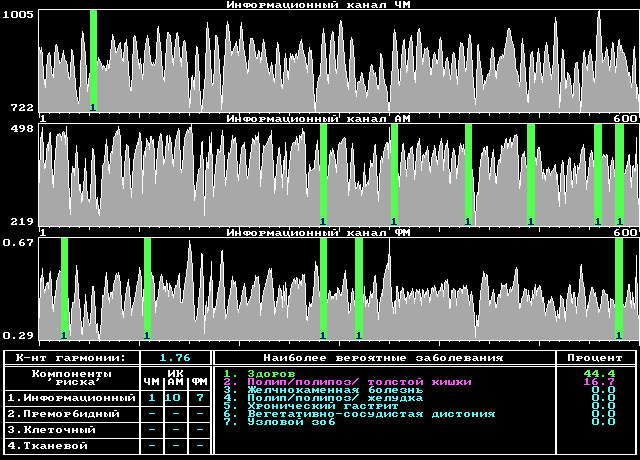 Информационный канал ЧМ
1005
722
1
1 600
Информационный канал АМ
498
219
1 1 1 1 1 1
1 600
Информационный канал ФМ
0.67
0.29
1 1 1 1 1
К-нт гармонии: 1.76
Наиболее вероятные заболевания Процент
Компоненты "риска" ИК
ЧМ АМ ФМ
1.Информационный 1 10 7
2.Преморбидный – – –
3.Клеточный – – –
4.Тканевой – – –
1. Здоров 44.4
2. Полип/полипоз/ толстой кишки 16.7
3. Желчнокаменная болезнь 0.0
4. Полип/полипоз/ желудка 0.0
5. Хронический гастрит 0.0
6. Вегетативно-сосудистая дистония 0.0
7. Узловой зоб 0.0